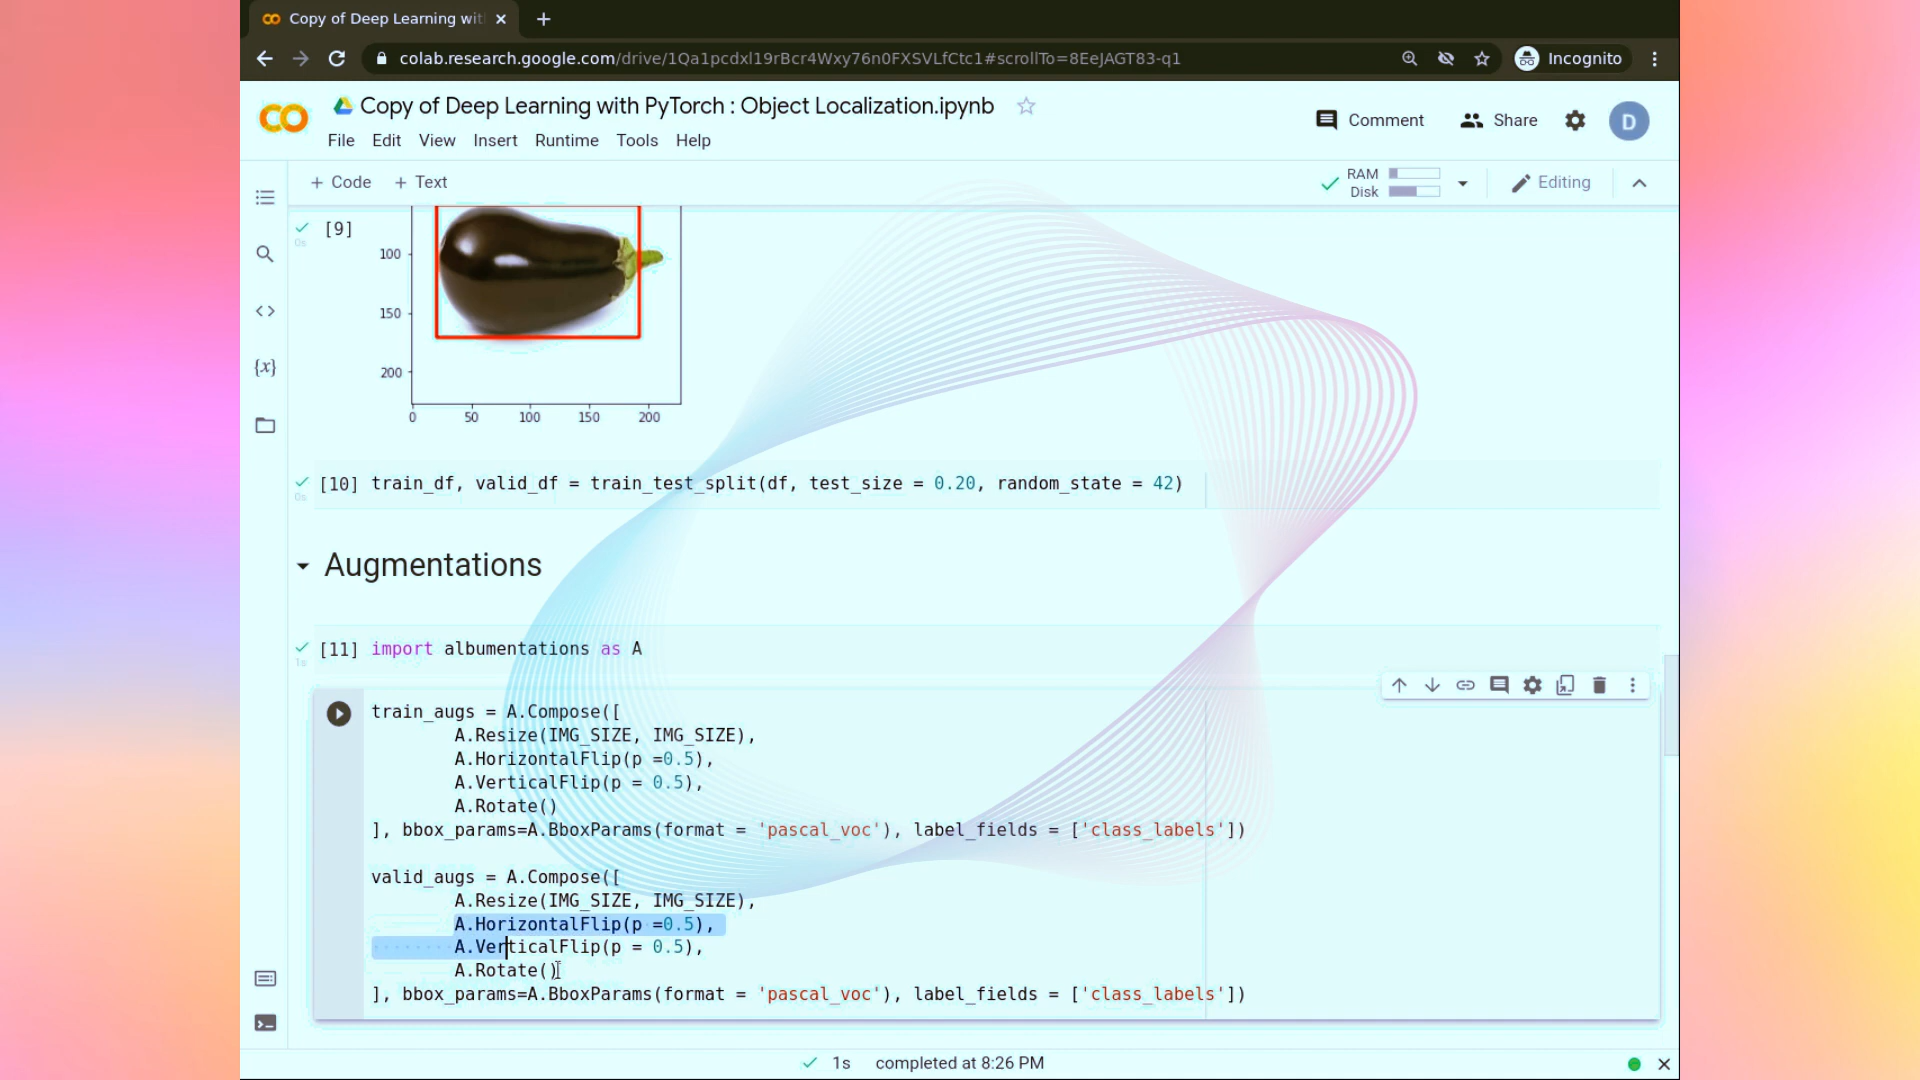 Copy of Deep Learning wit
colab.research.google.com/drive/1Qa1pcdxl19rBcr4Wxy76n0FXSVLfCtc1#scrollTo=8EeJAGT83-q1
Incognito
Copy of Deep Learning with PyTorch : Object Localization.ipynb
Comment
Share
D
File Edit View Insert Runtime Tools Help
+ Code + Text
RAM
Disk
Editing
[9]
0s
100
150
200
0 50 100 150 200
[10] train_df, valid_df = train_test_split(df, test_size = 0.20, random_state = 42)
0s
Augmentations
[11] import albumentations as A
1s
train_augs = A.Compose([
A.Resize(IMG_SIZE, IMG_SIZE),
A.HorizontalFlip(p =0.5),
A.VerticalFlip(p = 0.5),
A.Rotate()
], bbox_params=A.BboxParams(format = 'pascal_voc'), label_fields = ['class_labels'])
valid_augs = A.Compose([
A.Resize(IMG_SIZE, IMG_SIZE),
A.HorizontalFlip(p =0.5),
A.VerticalFlip(p = 0.5),
A.Rotate()
], bbox_params=A.BboxParams(format = 'pascal_voc'), label_fields = ['class_labels'])
1s completed at 8:26 PM